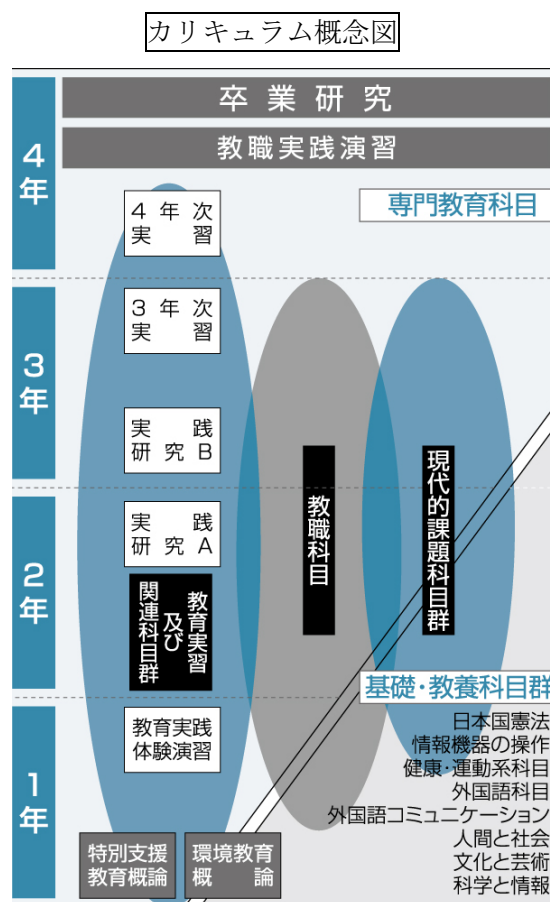 カリキュラム概念図
卒業研究
教職実践演習
4年
専門教育科目
4年次
実習
3年
3年次
実習
実践
研究B
教職科目
現代的課題科目群
2年
実践
研究A
教育実習
及び
関連科目群
基礎・教養科目群
1年
教育実践
体験演習
日本国憲法
情報機器の操作
健康・運動系科目
外国語科目
外国語コミュニケーション
人間と社会
文化と芸術
科学と情報
特別支援
教育概論
環境教育
概論